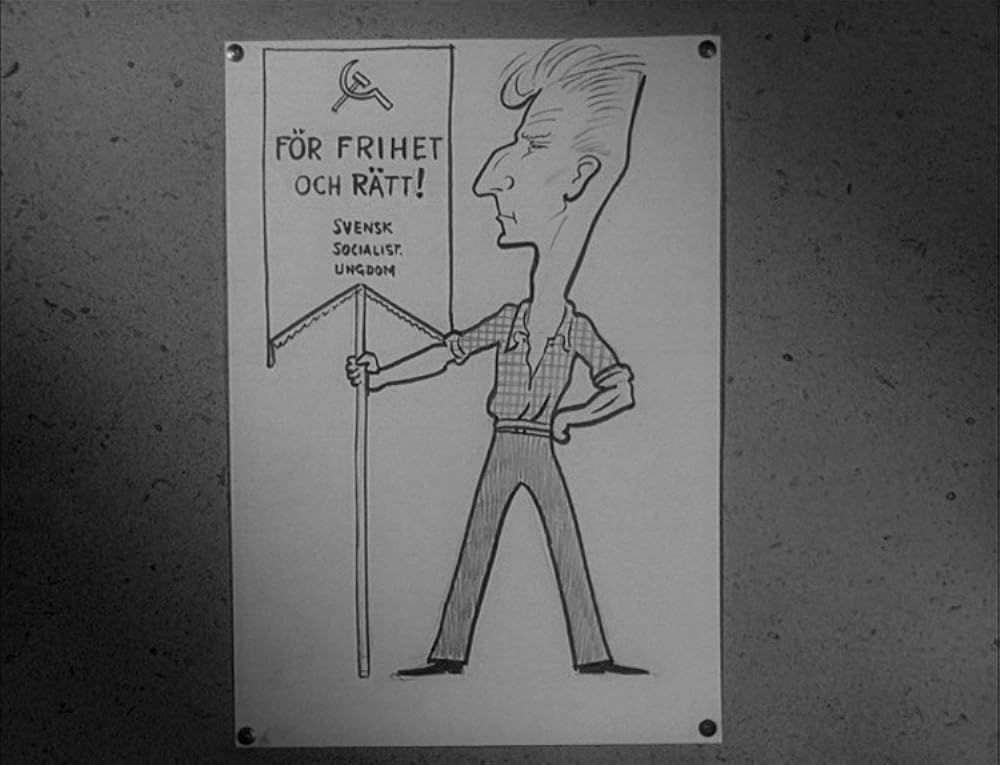 FÖR FRIHET
OCH RÄTT!
SVENSK
SOCIALIST.
UNGDOM